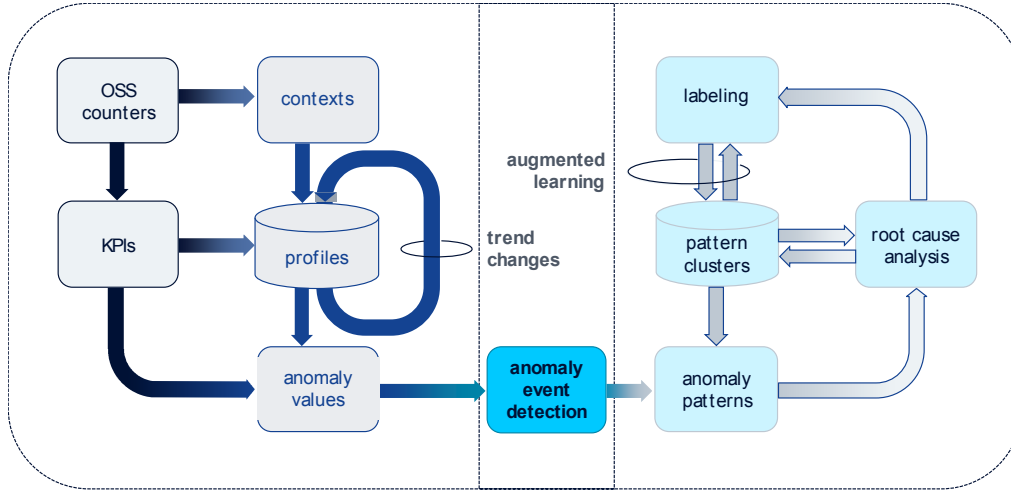 OSS
counters
contexts
KPIs
profiles
trend
changes
anomaly
values
anomaly
event
detection
labeling
augmented
learning
pattern
clusters
root cause
analysis
anomaly
patterns